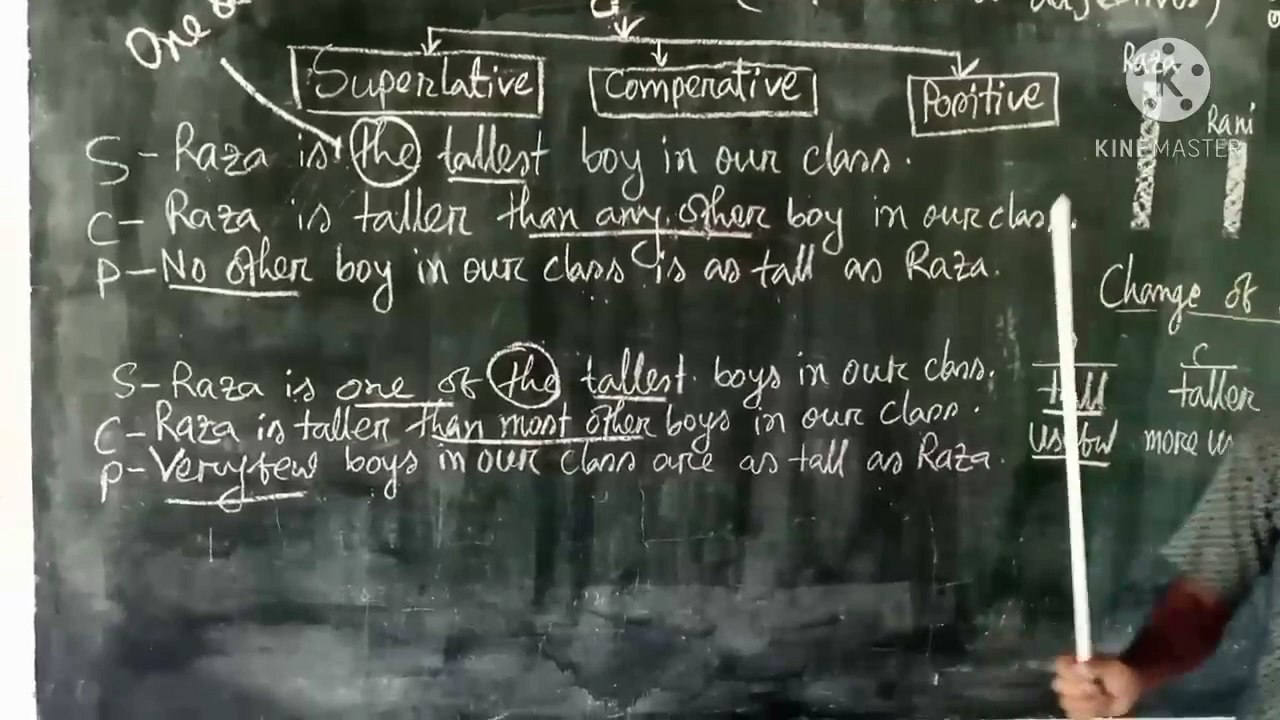 One
Superlative Comperative Positive
S- Raza is the tallest boy in our class.
C- Raza is taller than any other boy in our class.
P- No other boy in our class is as tall as Raza.
S- Raza is one of the tallest boys in our class.
C- Raza is taller than most other boys in our class.
P- Very few boys in our class are as tall as Raza.
Raza
Rani
KINEMASTER
Change of
C
tall taller
useful more